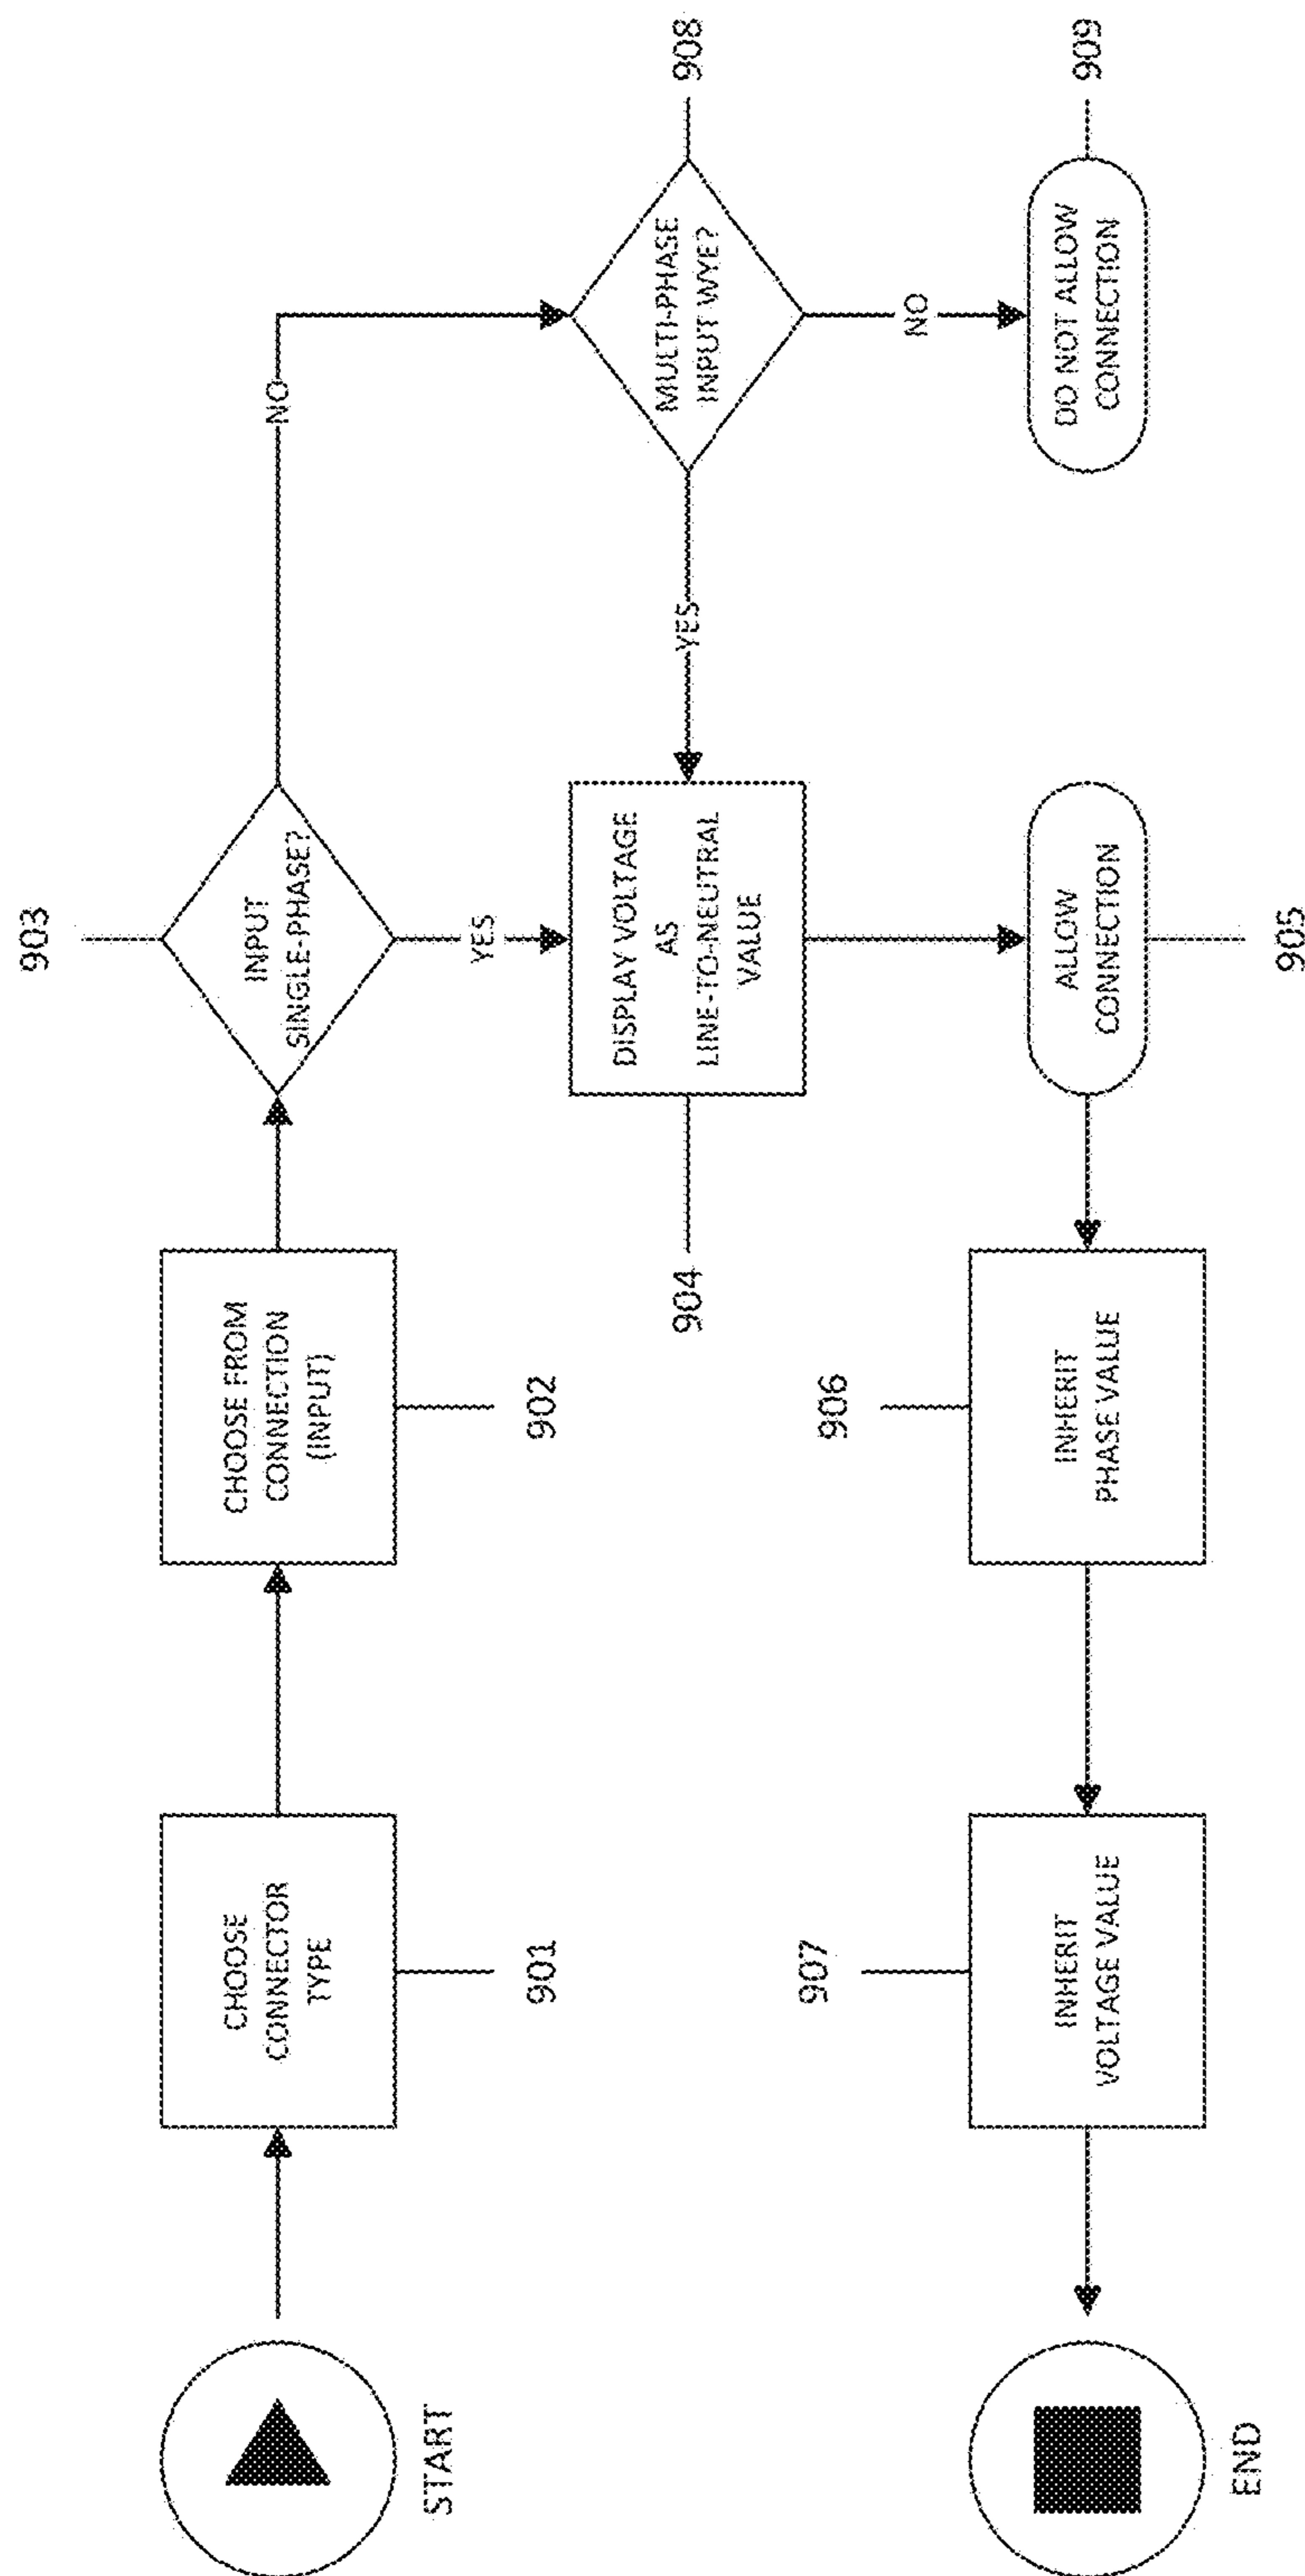 903
908
START
CHOOSE
CONNECTOR
TYPE
901
CHOOSE FROM
CONNECTION
(INPUT)
902
INPUT
SINGLE-PHASE?
NO
YES
904
DISPLAY VOLTAGE
AS
LINE-TO-NEUTRAL
VALUE
YES
MULTI-PHASE
INPUT WYE?
NO
END
907
INHERIT
VOLTAGE VALUE
906
INHERIT
PHASE VALUE
ALLOW
CONNECTION
905
DO NOT ALLOW
CONNECTION
909